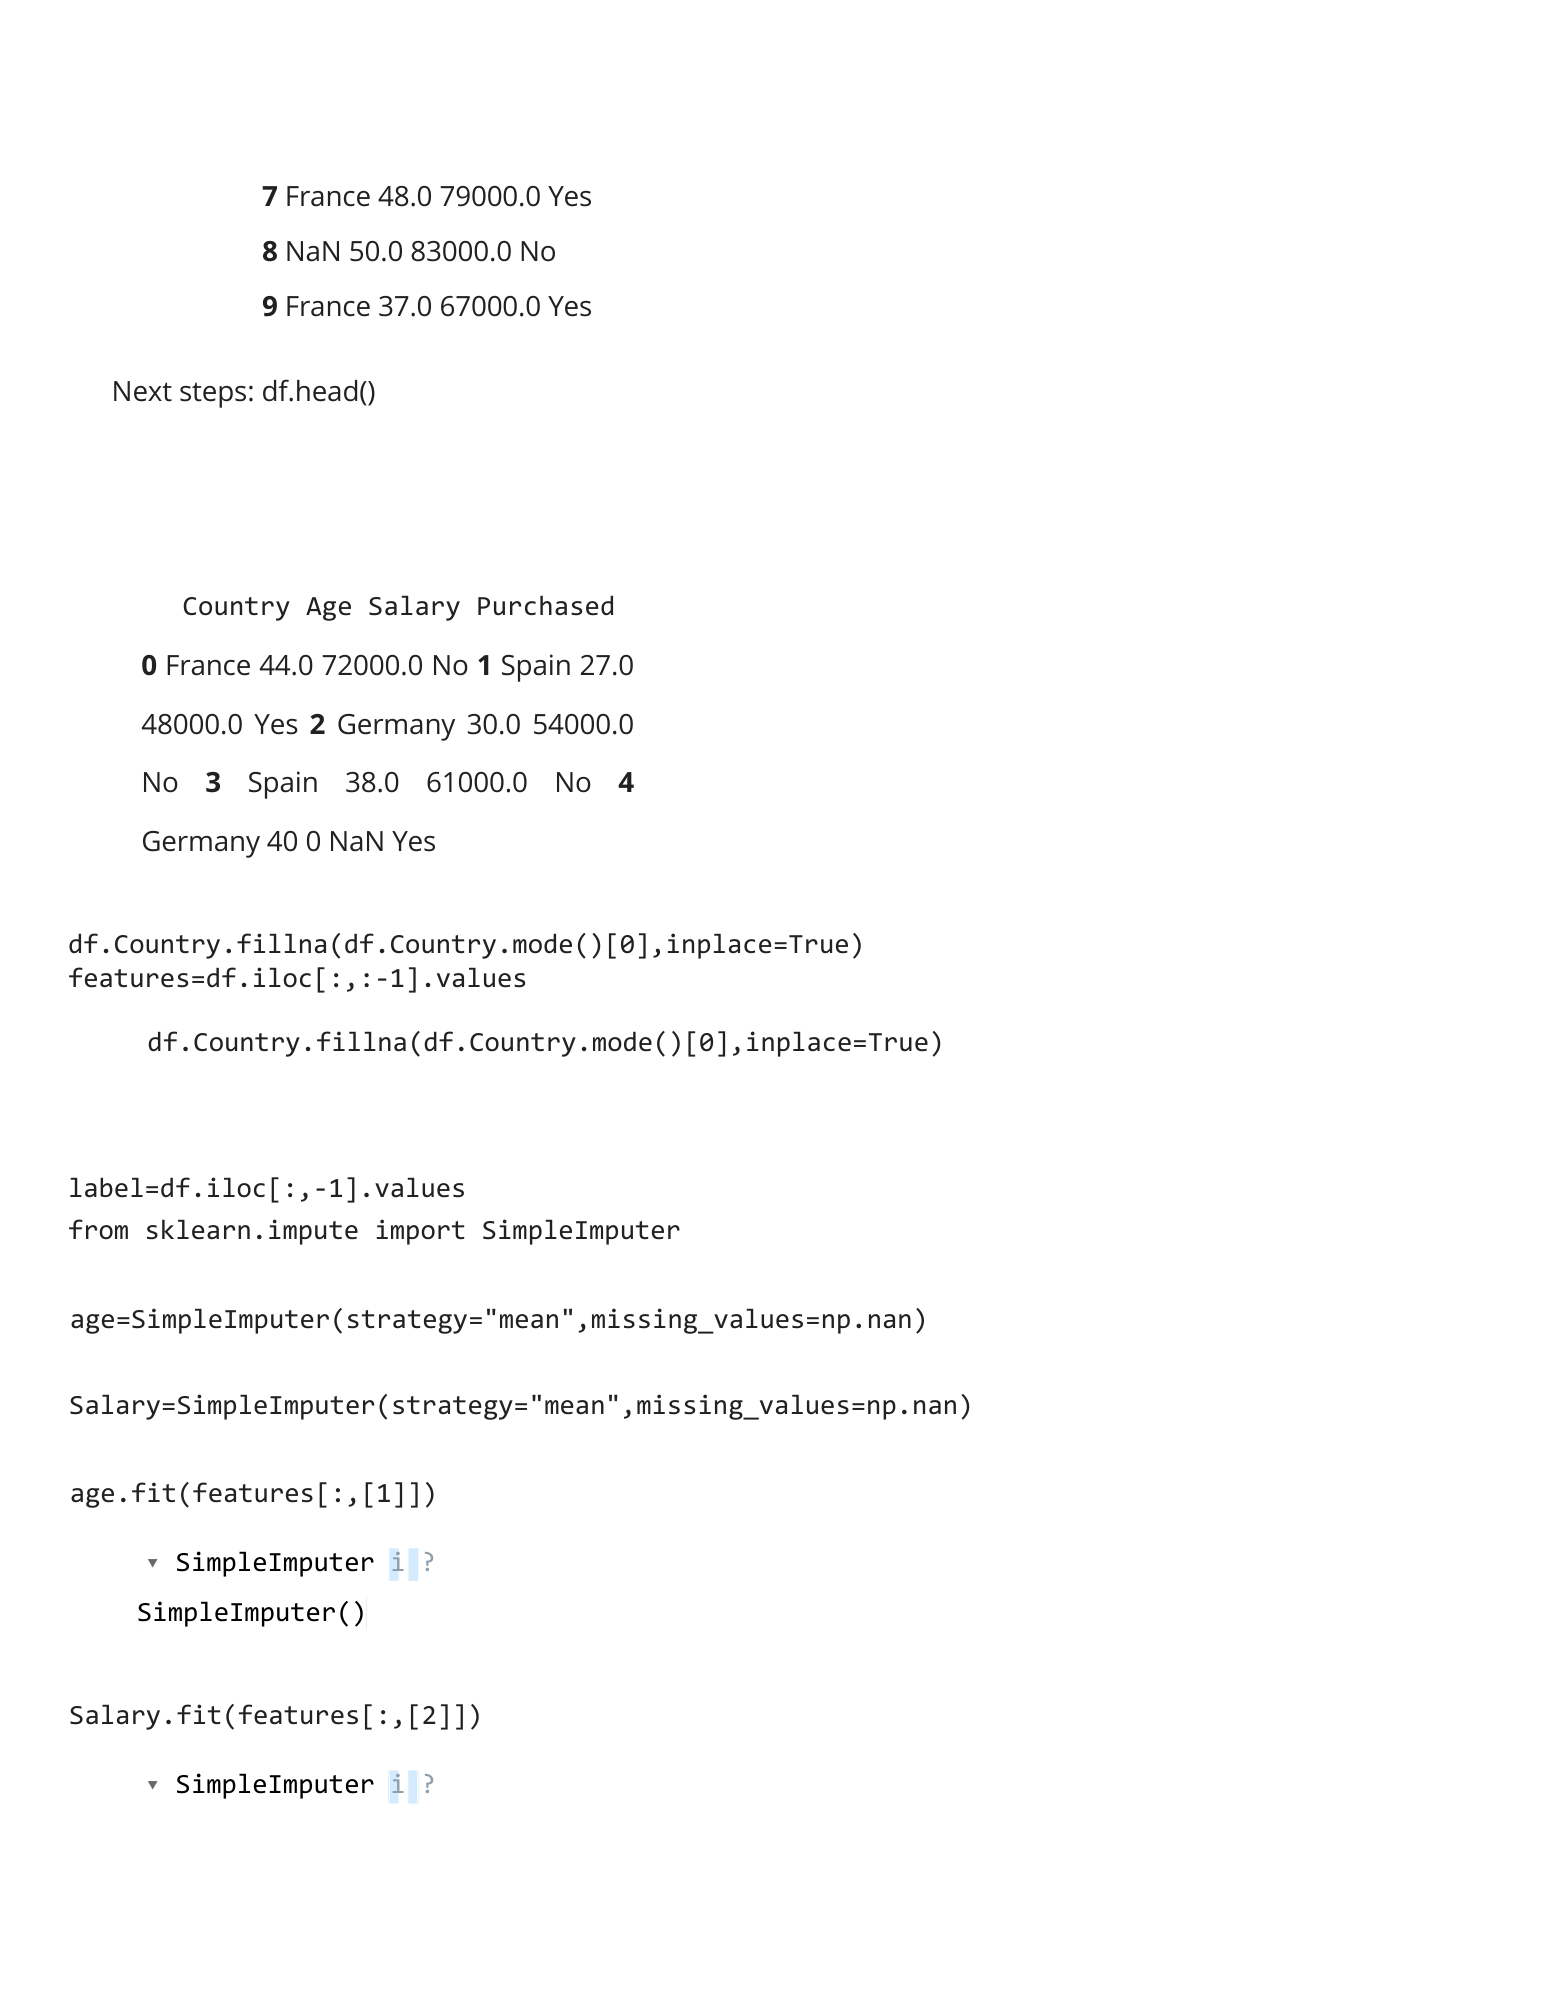 7 France 48.0 79000.0 Yes
8 NaN 50.0 83000.0 No
9 France 37.0 67000.0 Yes
Next steps: df.head()
Country Age Salary Purchased
0 France 44.0 72000.0 No 1 Spain 27.0
48000.0 Yes 2 Germany 30.0 54000.0
No 3 Spain 38.0 61000.0 No 4
Germany 40 0 NaN Yes
df.Country.fillna(df.Country.mode()[0],inplace=True)
features=df.iloc[:,:-1].values
df.Country.fillna(df.Country.mode()[0],inplace=True)
label=df.iloc[:,-1].values
from sklearn.impute import SimpleImputer
age=SimpleImputer(strategy="mean",missing_values=np.nan)
Salary=SimpleImputer(strategy="mean",missing_values=np.nan)
age.fit(features[:,[1]])
▾ SimpleImputer i ?
SimpleImputer()
Salary.fit(features[:,[2]])
▾ SimpleImputer i ?